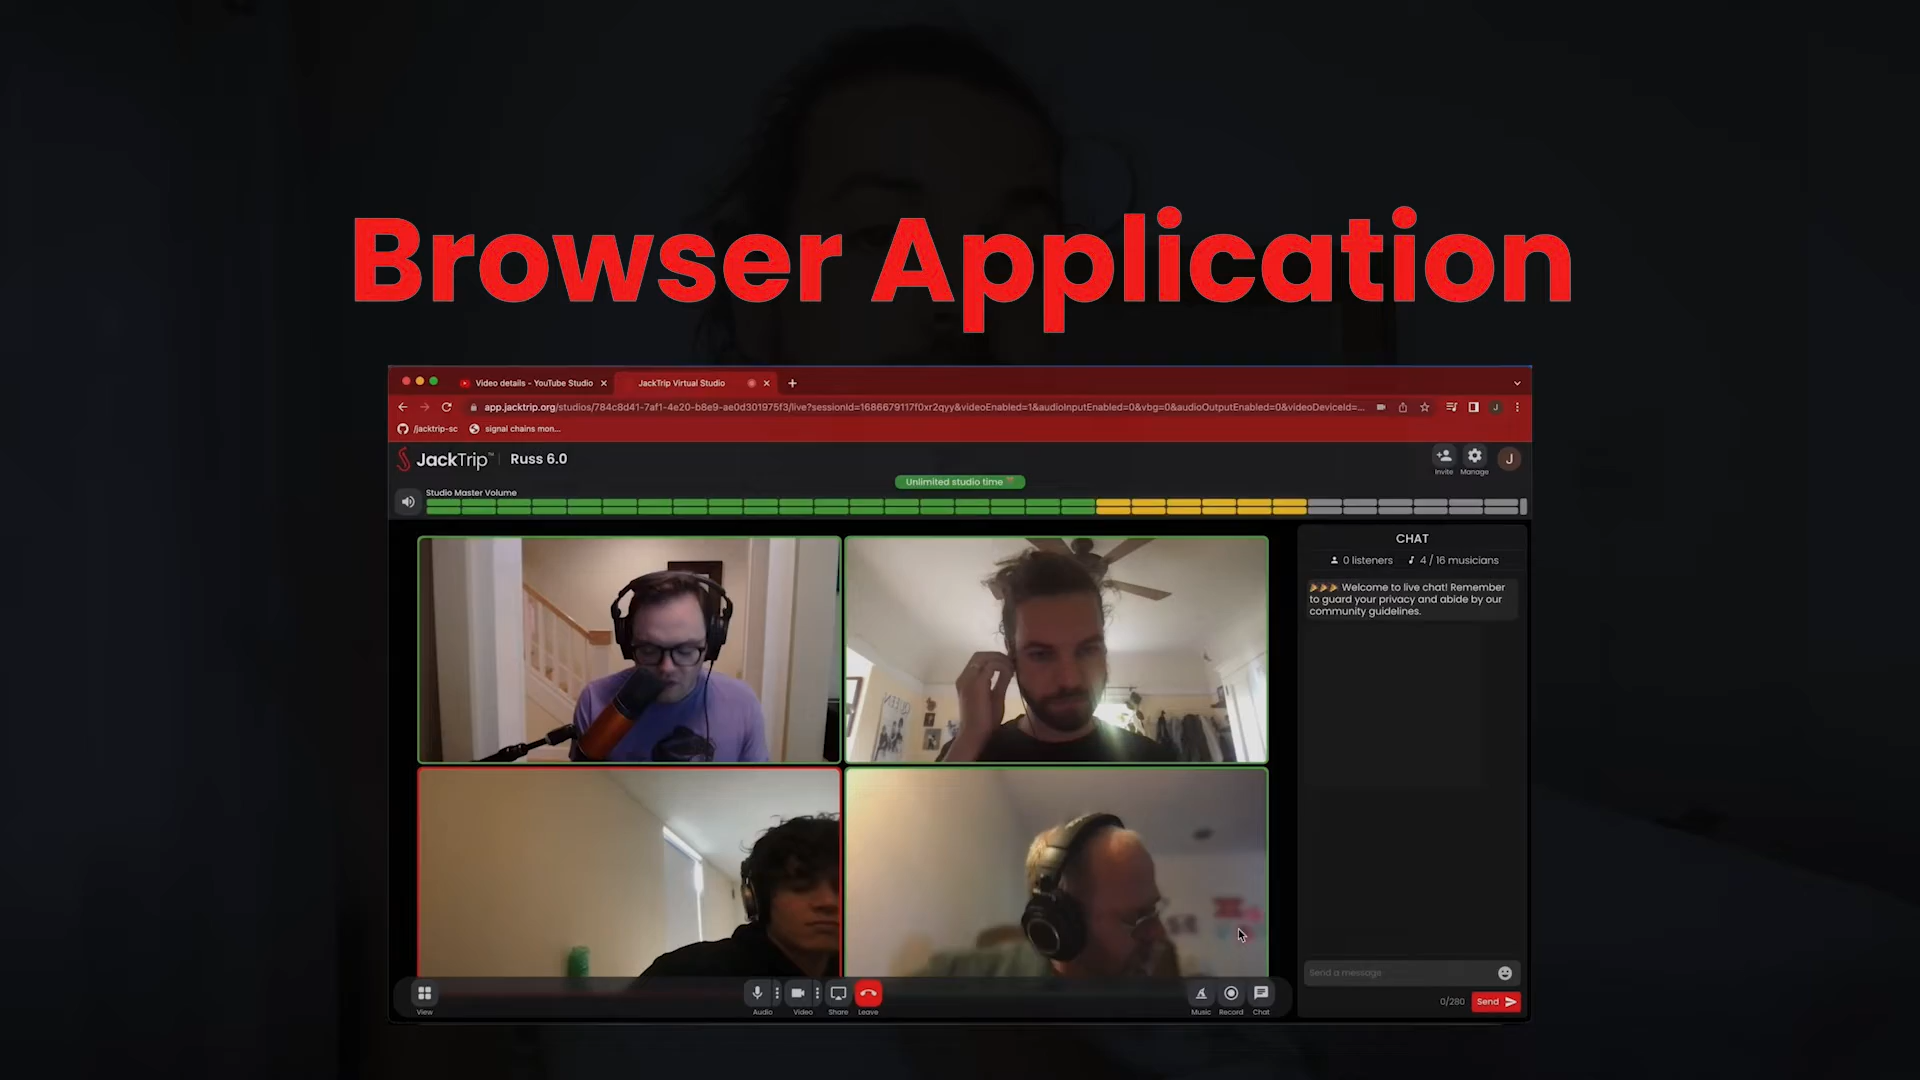 Browser Application
Video details - YouTube Studio
JackTrip Virtual Studio
app.jacktrip.org/studios/784c8d41-7af1-4e20-b8e9-ae0d301975f3/live?sessionId=1686679117f0xr2qyy&videoEnabled=1&audioInputEnabled=0&vbg=0&audioOutputEnabled=0&videoDeviceId=...
J
/jacktrip-sc
signal chains mon...
JackTrip™
Russ 6.0
Invite
Manage
J
Unlimited studio time
Studio Master Volume
CHAT
0 listeners
4 / 16 musicians
Welcome to live chat! Remember
to guard your privacy and abide by our
community guidelines.
QUEEN
Send a message
0/280
Send
View
Audio
Video
Share
Leave
Music
Record
Chat